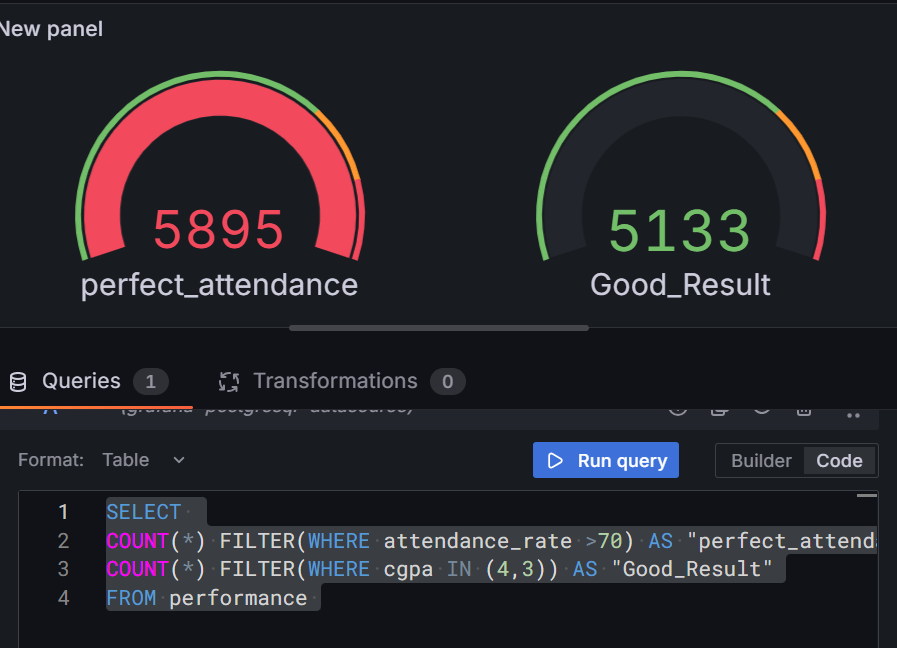 New panel
5895
perfect_attendance
5133
Good_Result
Queries 1
Transformations 0
Format: Table
Run query
Builder
Code
1 SELECT
2 COUNT(*) FILTER(WHERE attendance_rate >70) AS "perfect_attend
3 COUNT(*) FILTER(WHERE cgpa IN (4,3)) AS "Good_Result"
4 FROM performance